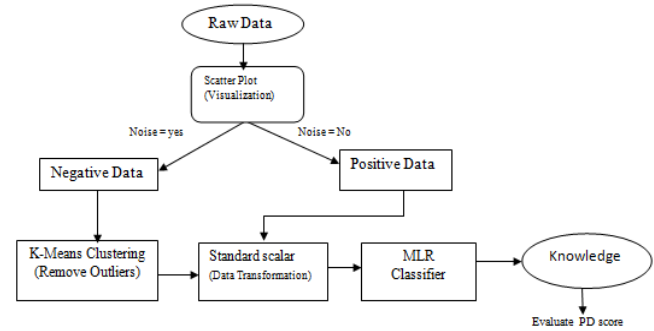 Raw Data
Scatter Plot
(Visualization)
Noise = yes
Noise = No
Negative Data
Positive Data
K-Means Clustering
(Remove Outliers)
Standard scalar
(Data Transformation)
MLR
Classifier
Knowledge
Evaluate PD score